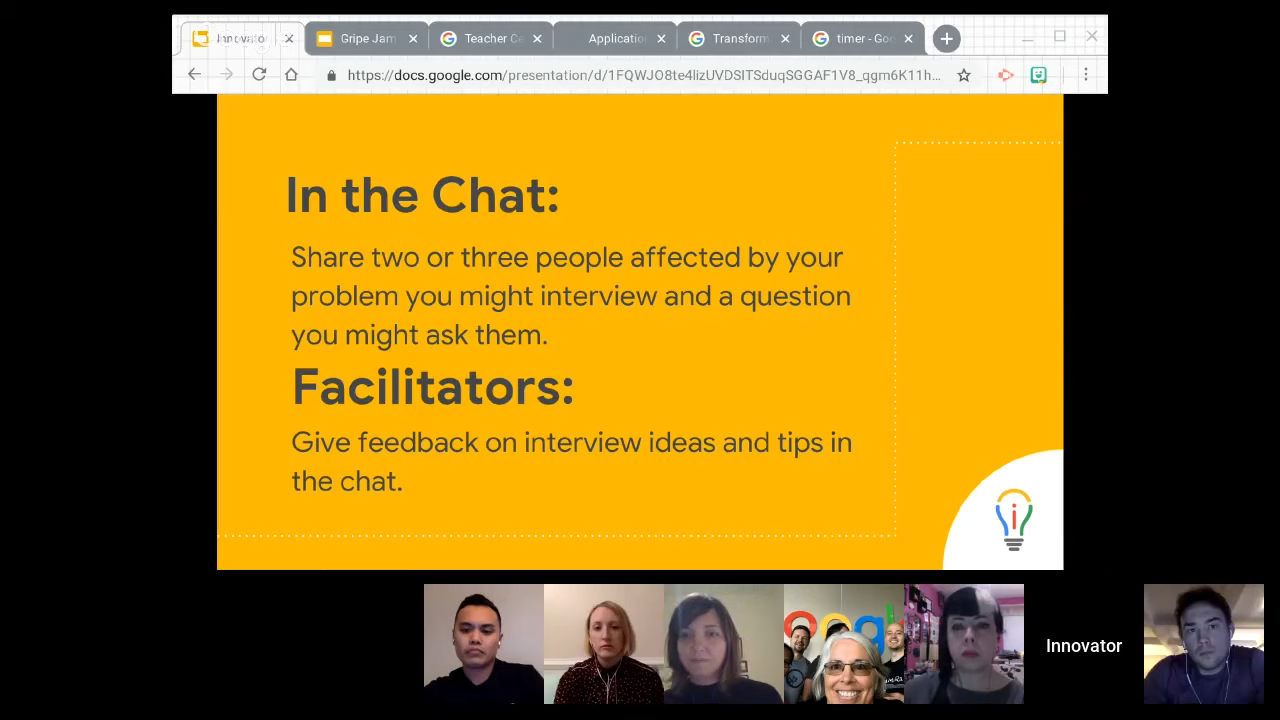 Innovator
Gripe Jam
Teacher Ce
Applicatio
Transform
timer - Goo
https://docs.google.com/presentation/d/1FQWJO8te4lizUVDSITSduqSGGAF1V8_qgm6K11h...
In the Chat:
Share two or three people affected by your
problem you might interview and a question
you might ask them.
Facilitators:
Give feedback on interview ideas and tips in
the chat.
Innovator